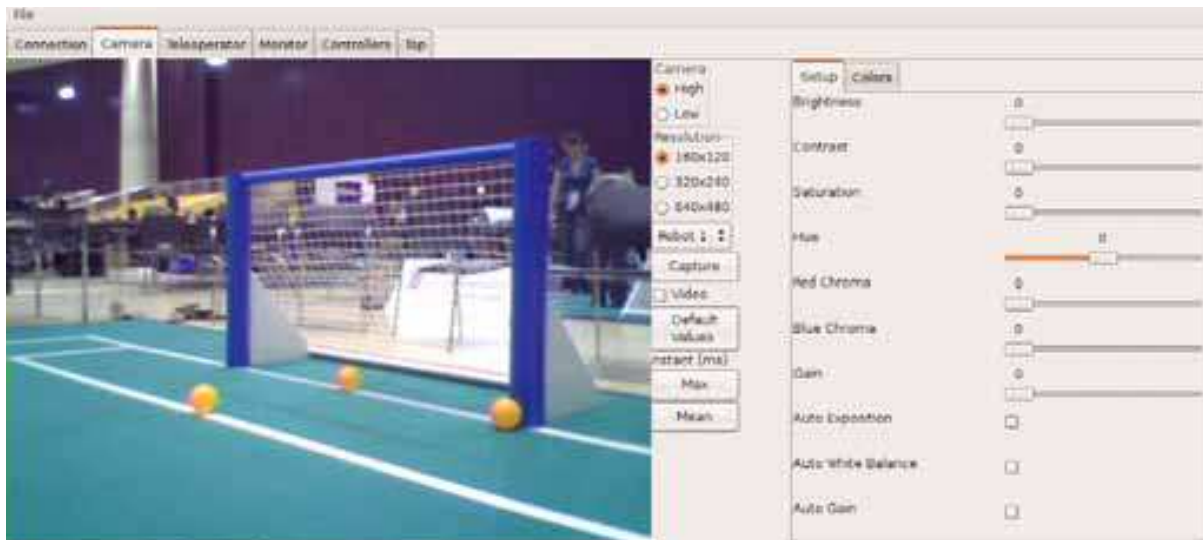 File
Connection Camera Teleoperator Monitor Controllers Top
Camera
High
Low
Resolution
160x120
320x240
640x480
Robot 1
Capture
Video
Default Values
nstant (ms)
Max
Mean
Setup Colors
Brightness 0
Contrast 0
Saturation 0
Hue 0
Red Chroma 0
Blue Chroma 0
Gain 0
Auto Exposition
Auto White Balance
Auto Gain